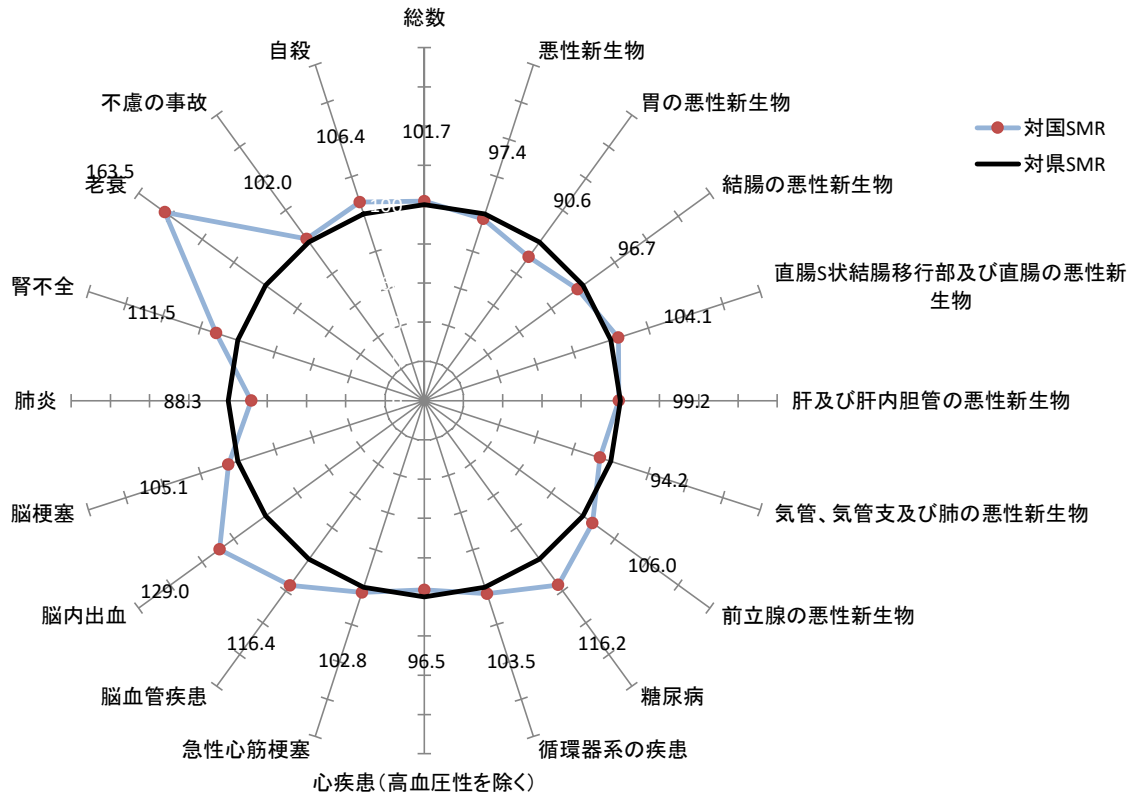 総数
悪性新生物
胃の悪性新生物
結腸の悪性新生物
直腸S状結腸移行部及び直腸の悪性新
生物
肝及び肝内胆管の悪性新生物
気管、気管支及び肺の悪性新生物
前立腺の悪性新生物
糖尿病
循環器系の疾患
心疾患（高血圧性を除く）
急性心筋梗塞
脳血管疾患
脳内出血
脳梗塞
肺炎
腎不全
老衰
不慮の事故
自殺
101.7
97.4
90.6
96.7
104.1
99.2
94.2
106.0
116.2
103.5
96.5
102.8
116.4
129.0
105.1
88.3
111.5
163.5
102.0
106.4
100
対国SMR
対県SMR